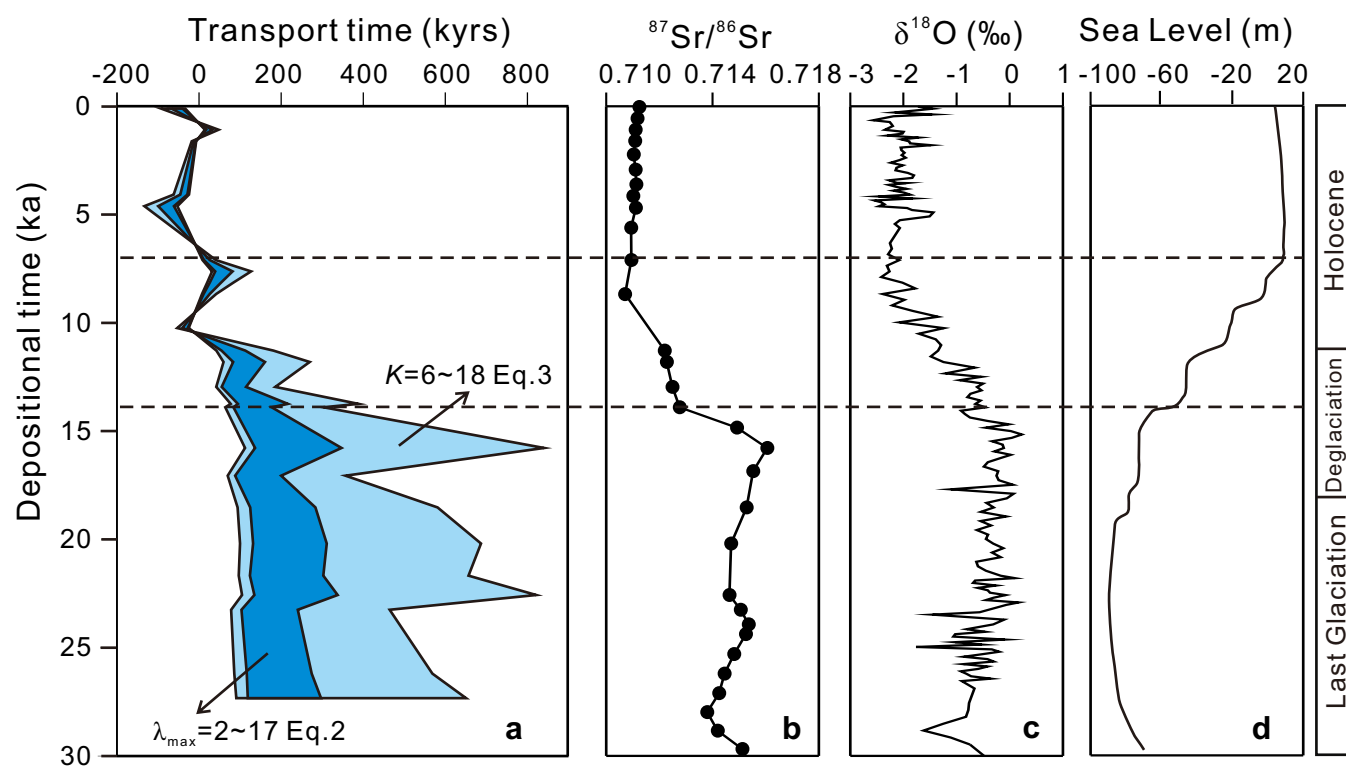 Transport time (kyrs)
-200 0 200 400 600 800
⁸⁷Sr/⁸⁶Sr
0.710 0.714 0.718
δ¹⁸O (‰)
-3 -2 -1 0 1
Sea Level (m)
-100 -60 -20 20
Depositional time (ka)
0
5
10
15
20
25
30
K=6~18 Eq.3
λmax=2~17 Eq.2
a
b
c
d
Holocene
Deglaciation
Last Glaciation